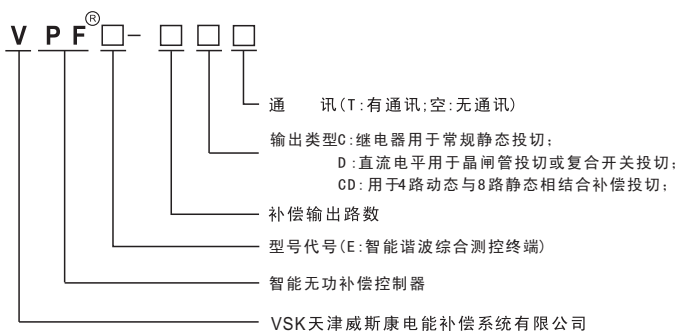 VPF®□-□□□
通 讯(T:有通讯;空:无通讯)
输出类型C:继电器用于常规静态投切;
D:直流电平用于晶闸管投切或复合开关投切;
CD:用于4路动态与8路静态相结合补偿投切;
补偿输出路数
型号代号(E:智能谐波综合测控终端)
智能无功补偿控制器
VSK天津威斯康电能补偿系统有限公司